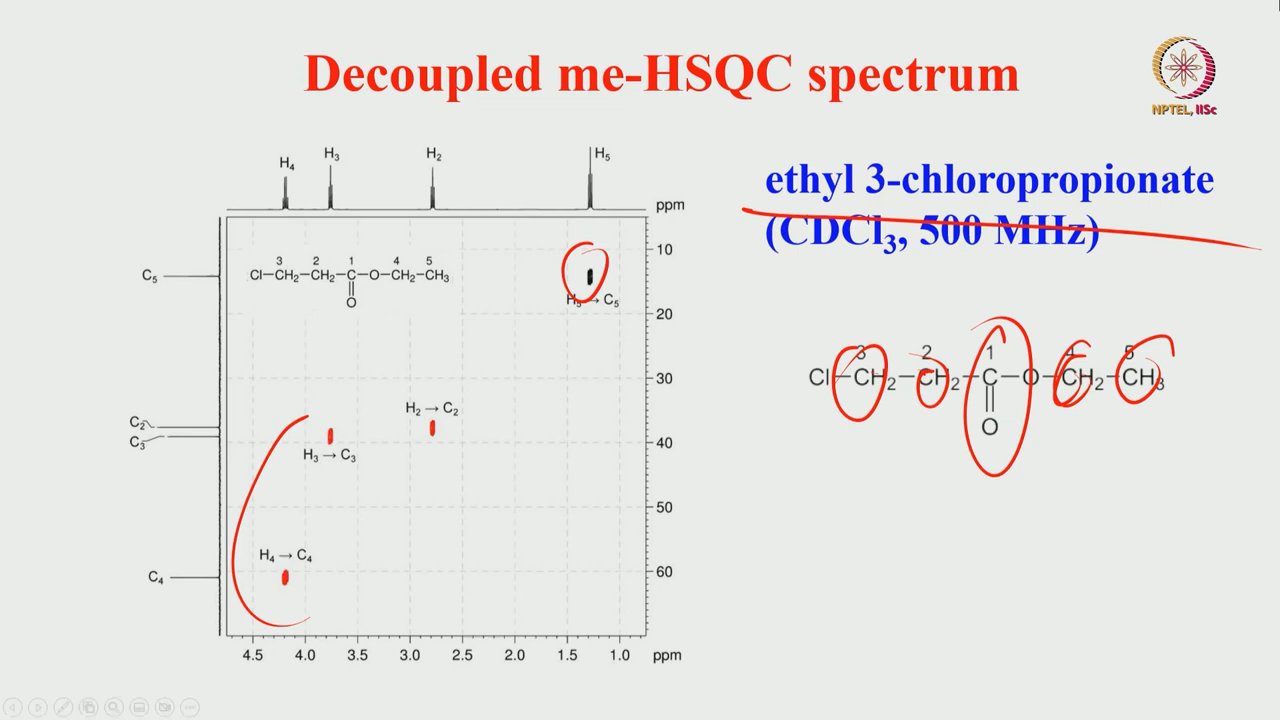 Decoupled me-HSQC spectrum
NPTEL, IISc
ethyl 3-chloropropionate
(CDCl₃, 500 MHz)
H₄ H₃ H₂ H₅
ppm
10
20
30
40
50
60
C₅
C₂
C₃
C₄
3 2 1 4 5
Cl—CH₂—CH₂—C—O—CH₂—CH₃
O
H₅ → C₅
H₂ → C₂
H₃ → C₃
H₄ → C₄
4.5 4.0 3.5 3.0 2.5 2.0 1.5 1.0 ppm
3 2 1 4 5
Cl—CH₂—CH₂—C—O—CH₂—CH₃
O